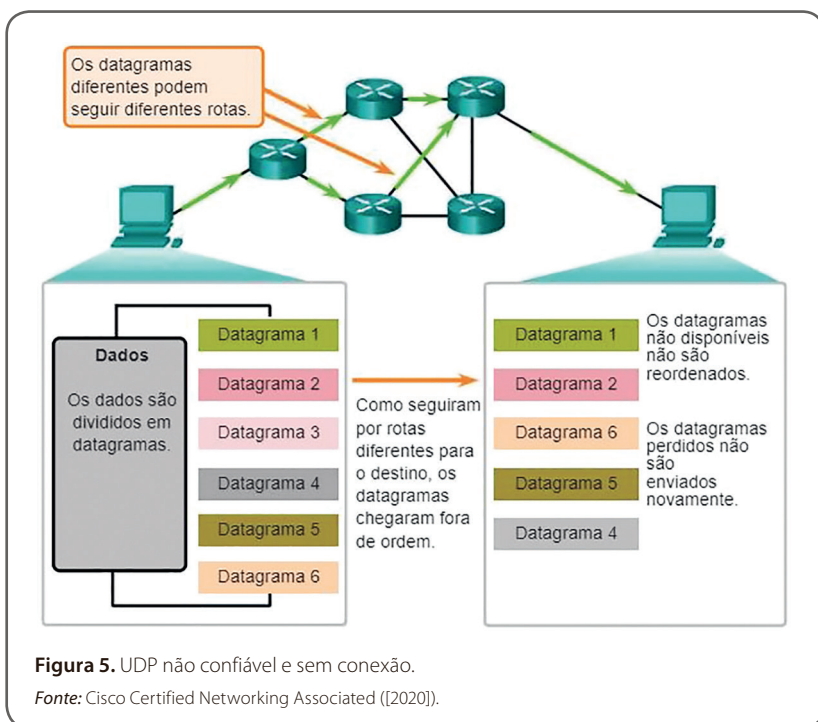 Os datagramas
diferentes podem
seguir diferentes rotas.
Dados
Os dados são
divididos em
datagramas.
Datagrama 1
Datagrama 2
Datagrama 3
Datagrama 4
Datagrama 5
Datagrama 6
Como seguiram
por rotas
diferentes para
o destino, os
datagramas
chegaram fora
de ordem.
Datagrama 1
Datagrama 2
Datagrama 6
Datagrama 5
Datagrama 4
Os datagramas
não disponíveis
não são
reordenados.
Os datagramas
perdidos não
são
enviados
novamente.
Figura 5. UDP não confiável e sem conexão.
Fonte: Cisco Certified Networking Associated ([2020]).